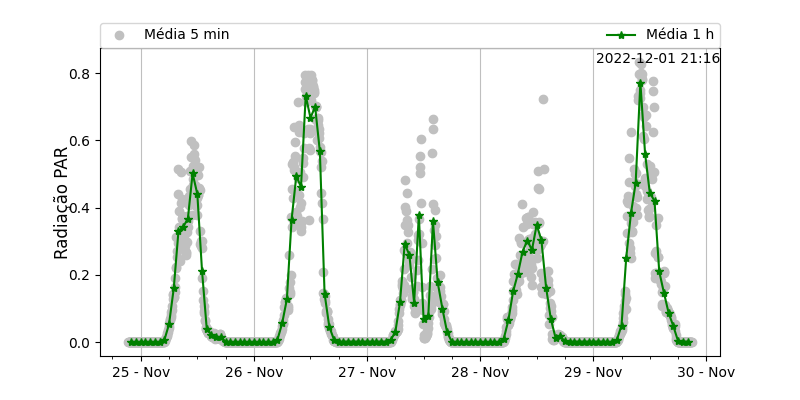 Média 5 min
Média 1 h
2022-12-01 21:16
Radiação PAR
0.8
0.6
0.4
0.2
0.0
25 - Nov
26 - Nov
27 - Nov
28 - Nov
29 - Nov
30 - Nov